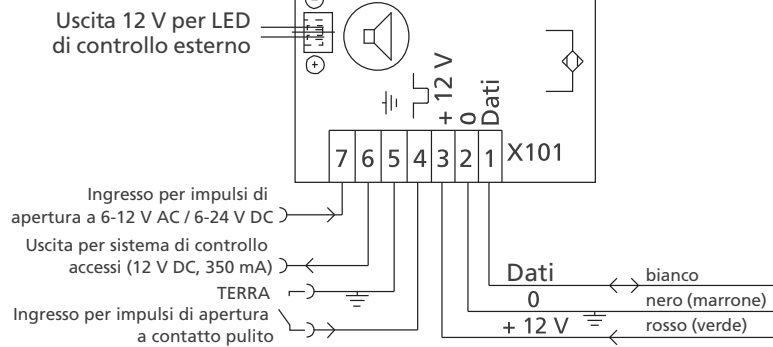 Uscita 12 V per LED
di controllo esterno
+ 12 V
0
Dati
7 6 5 4 3 2 1 X101
Ingresso per impulsi di
apertura a 6-12 V AC / 6-24 V DC
Uscita per sistema di controllo
accessi (12 V DC, 350 mA)
TERRA
Ingresso per impulsi di apertura
a contatto pulito
Dati bianco
0 nero (marrone)
+ 12 V rosso (verde)